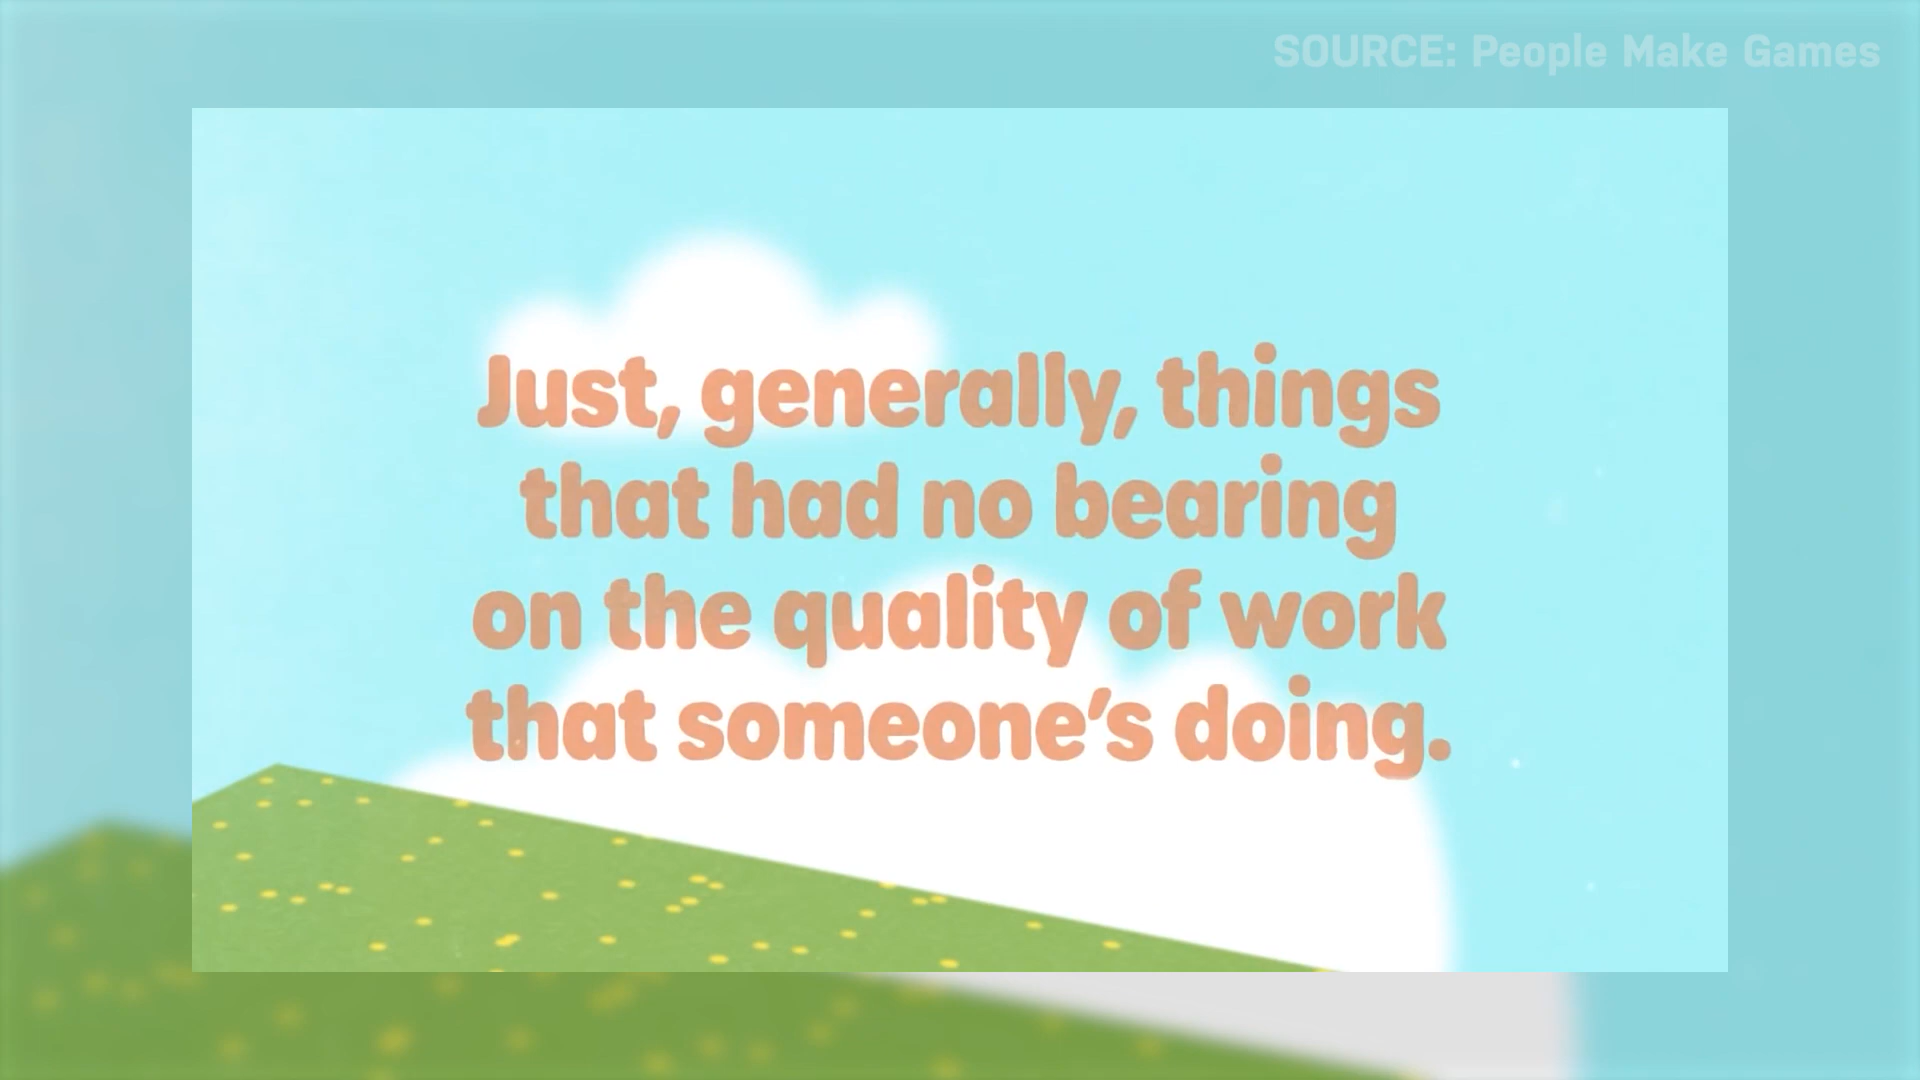 SOURCE: People Make Games
Just, generally, things
that had no bearing
on the quality of work
that someone’s doing.